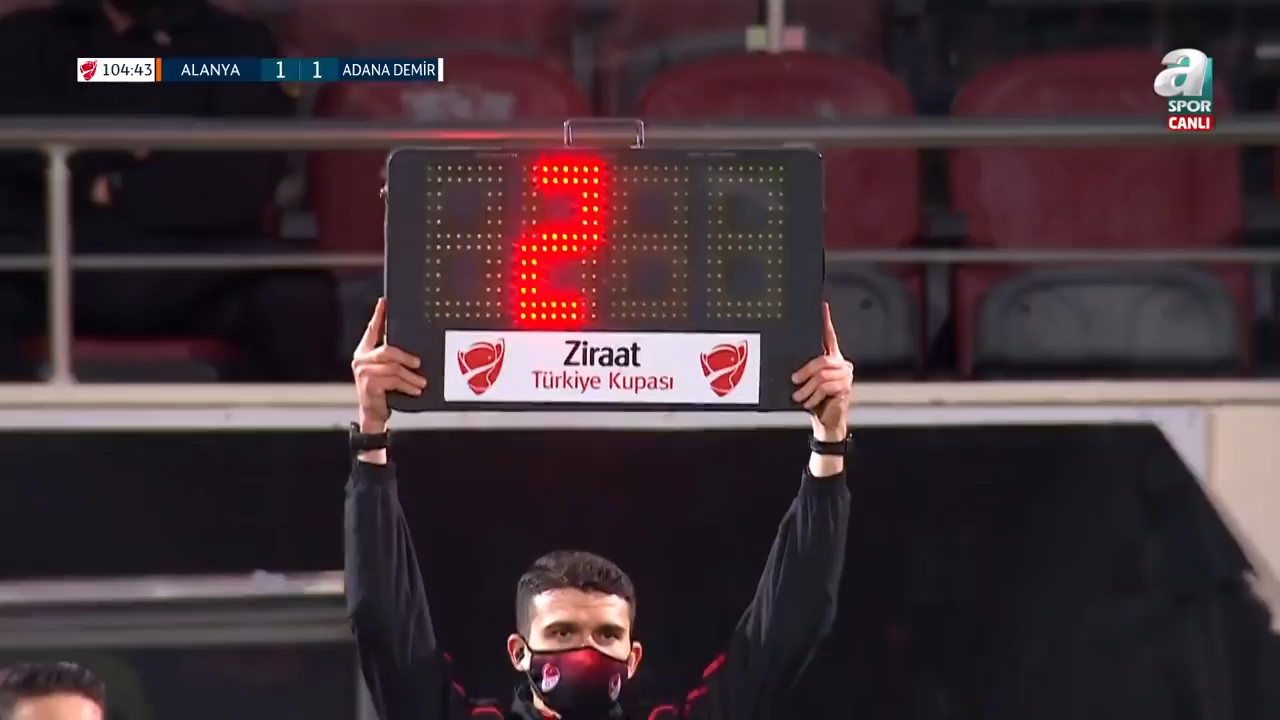 104:43 ALANYA 1 1 ADANA DEMİR
a
SPOR
CANLI
2
Ziraat
Türkiye Kupası